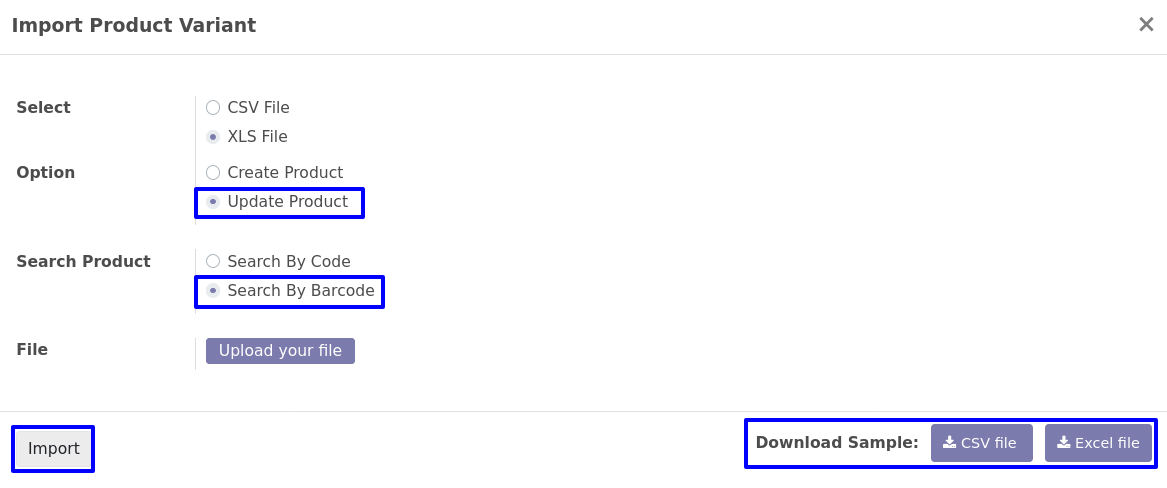 Import Product Variant ×
Select CSV File
XLS File
Option Create Product
Update Product
Search Product Search By Code
Search By Barcode
File Upload your file
Import Download Sample: CSV file Excel file